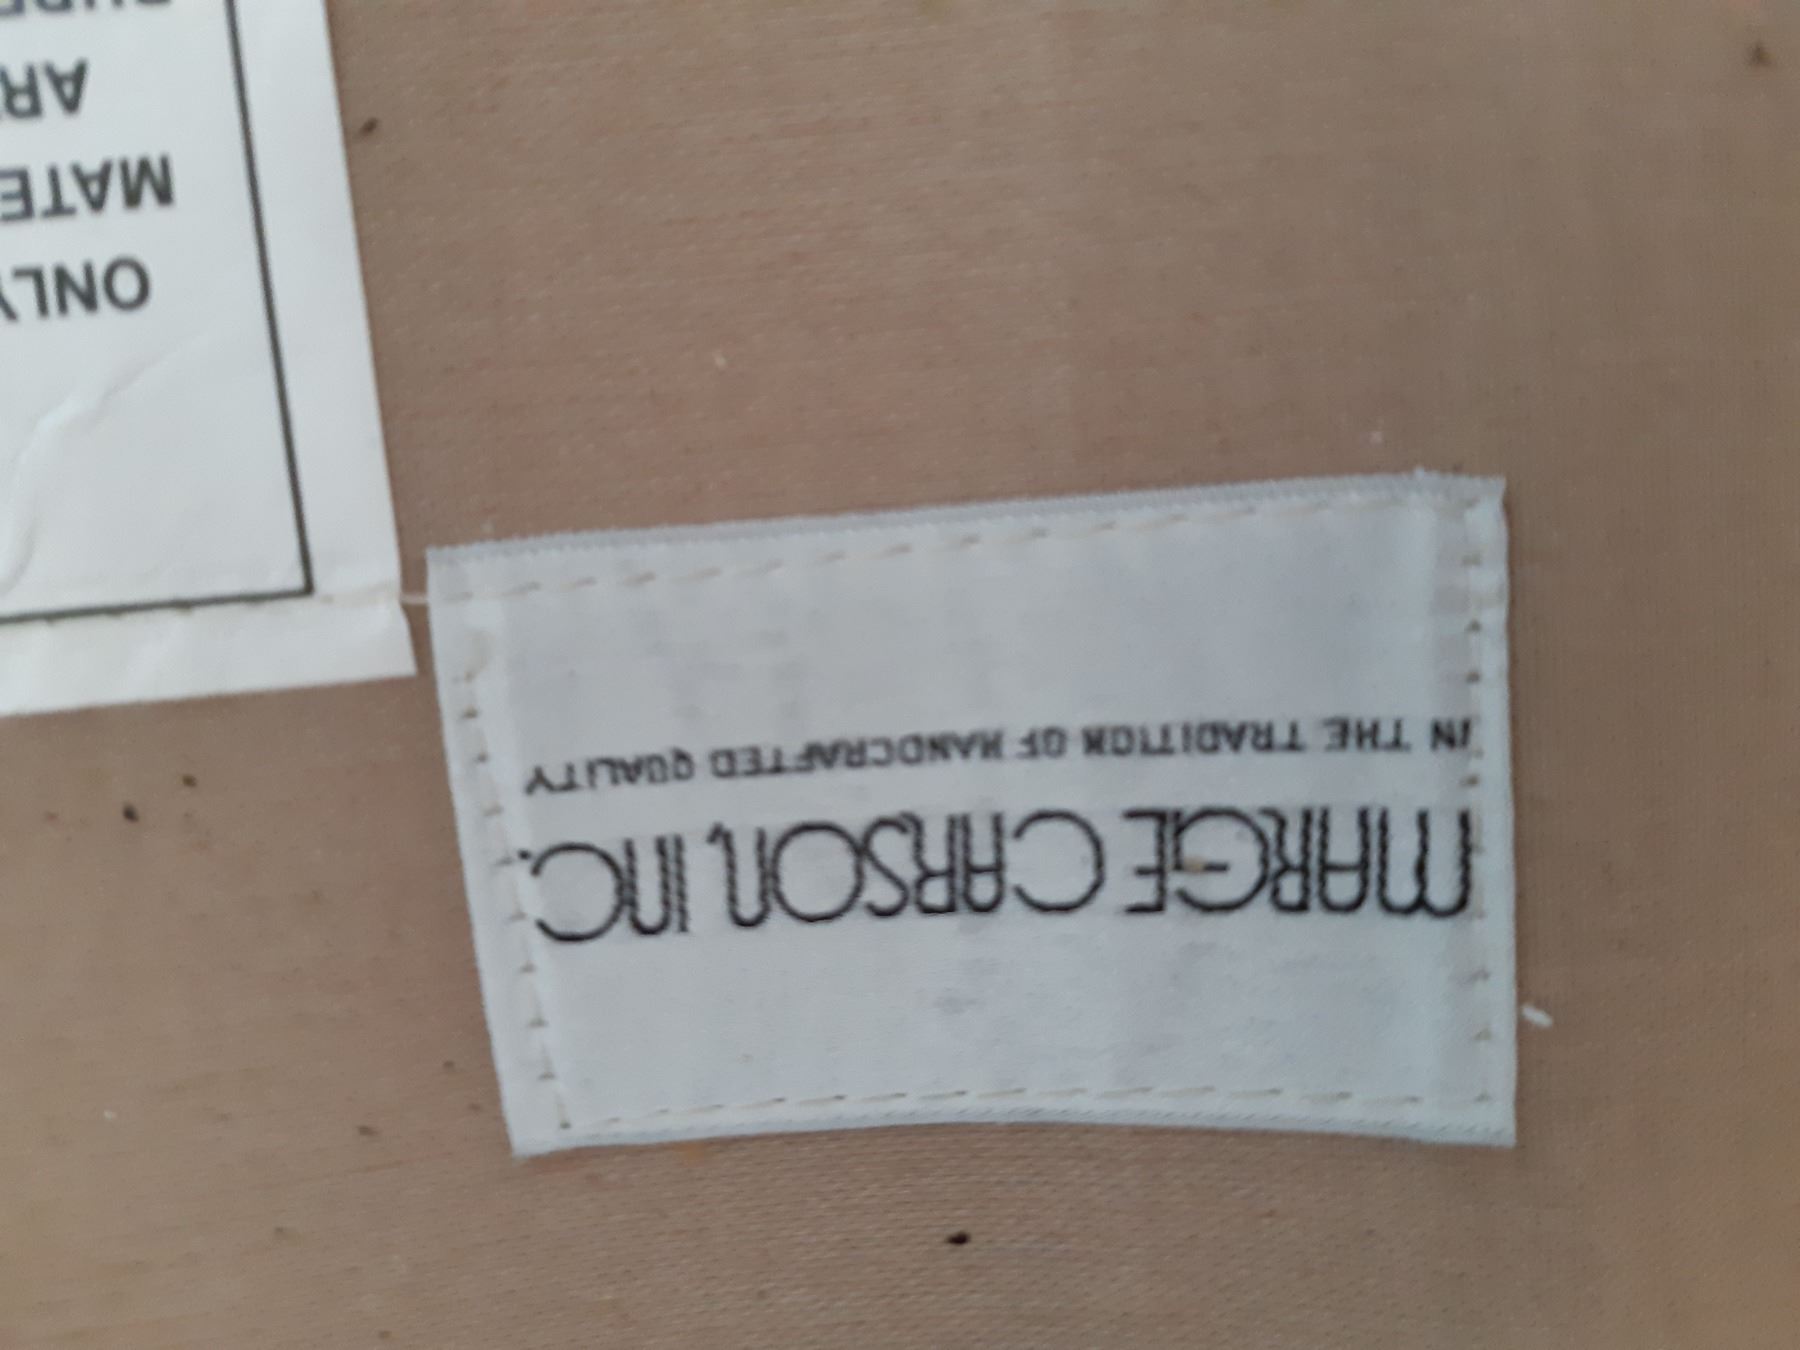 MARGE CARSON, INC.
IN THE TRADITION OF HANDCRAFTED QUALITY
ONLY
MATE
AR